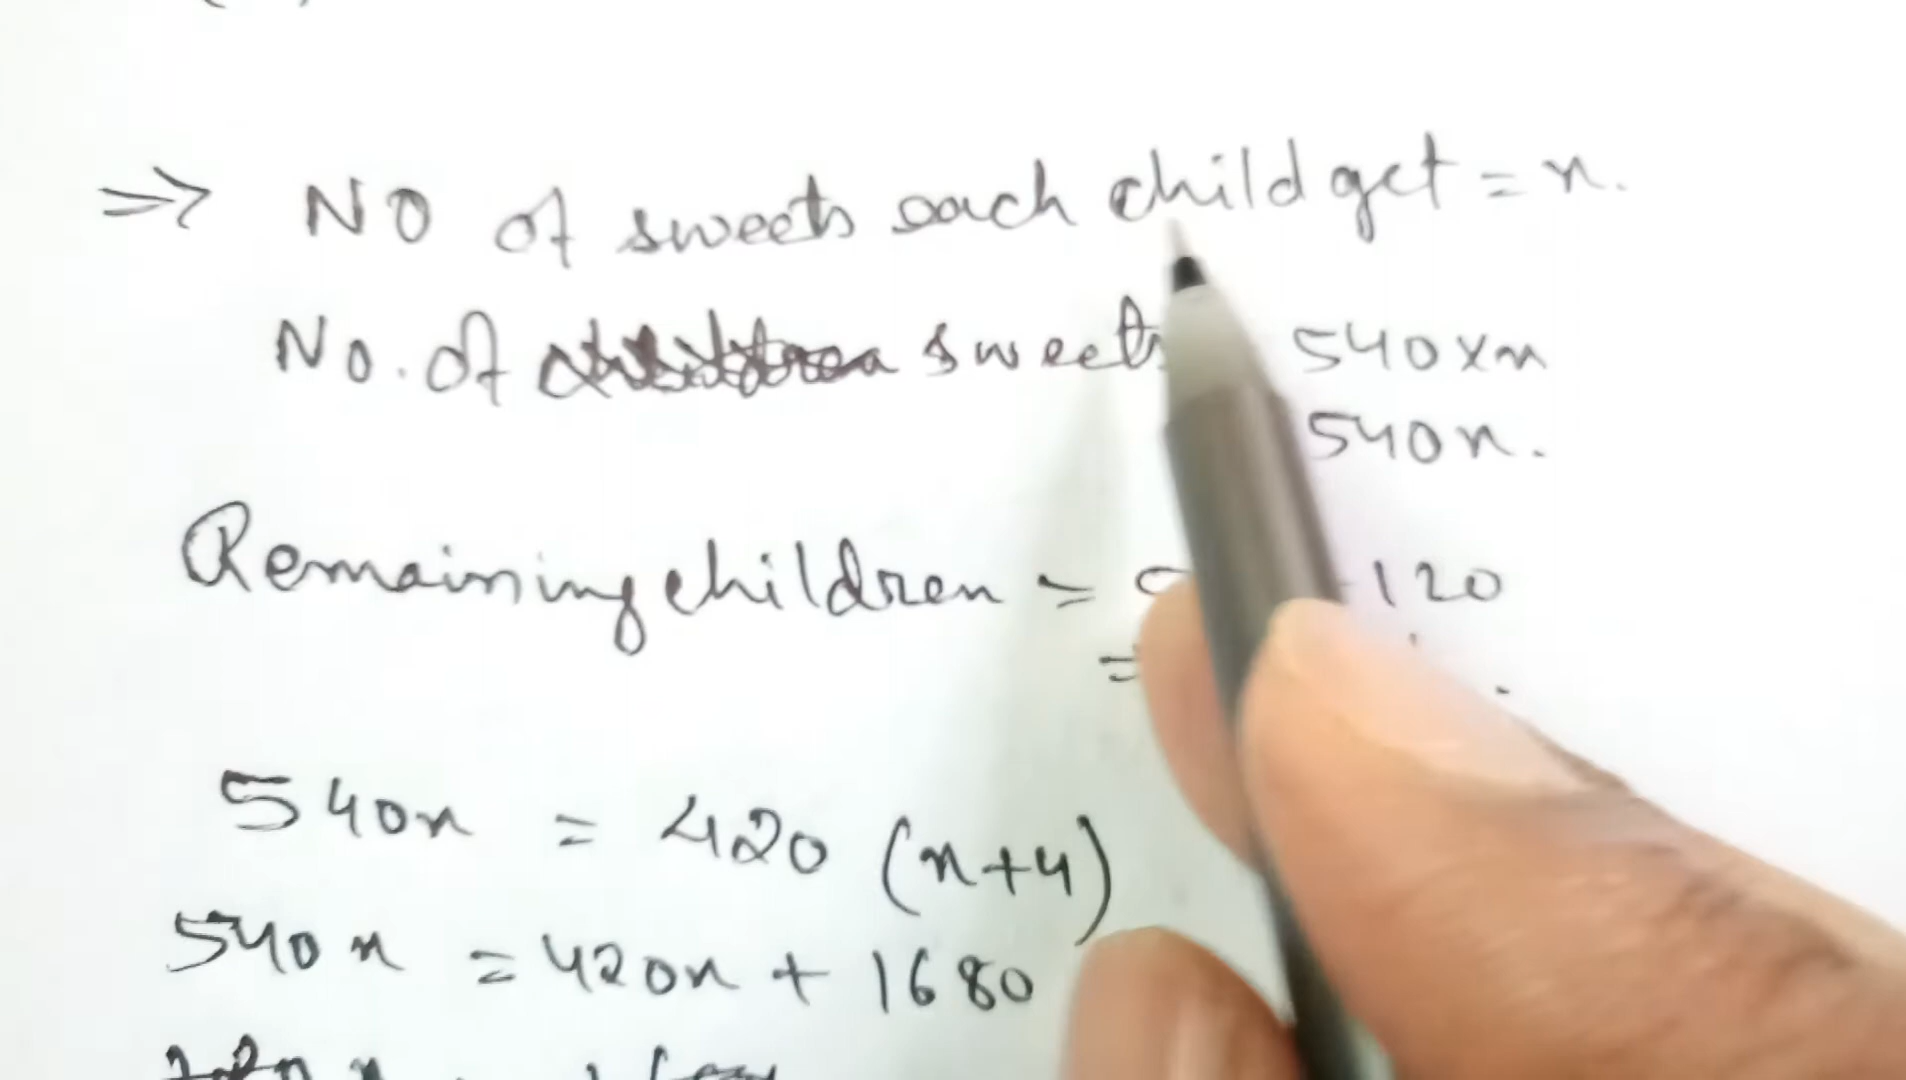 ⇒ NO of sweets each child get = x.
No. of sweets 540 x x
540x.
Remaining children = - 120
=
540x = 420 (x+4)
540x = 420x + 1680